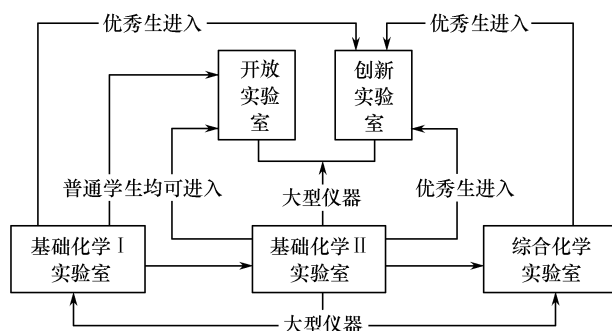 优秀生进入
优秀生进入
开放
实验
室
创新
实验
室
普通学生均可进入
大型仪器
优秀生进入
基础化学Ⅰ
实验室
基础化学Ⅱ
实验室
综合化学
实验室
大型仪器